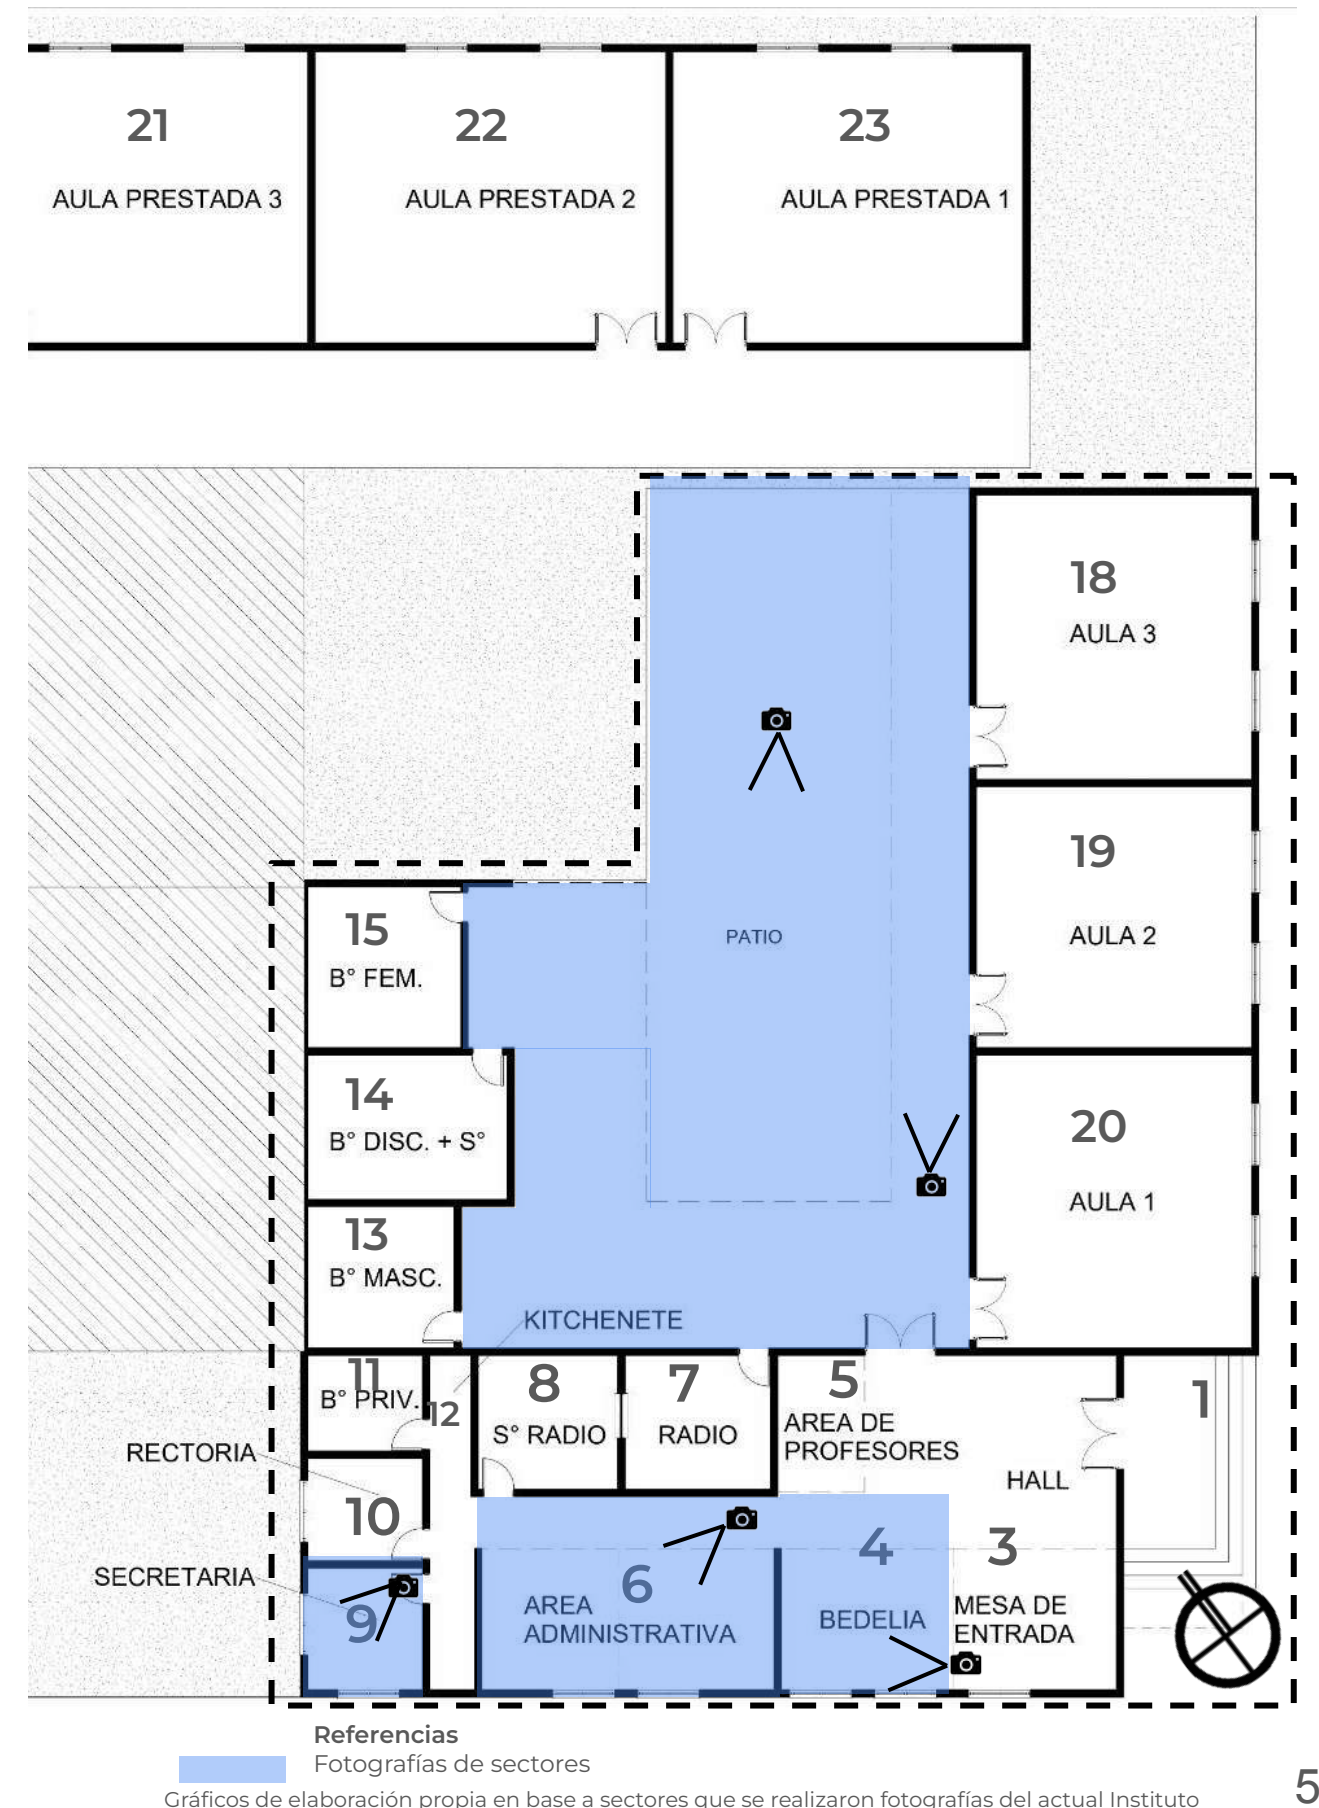 21
22
23
AULA PRESTADA 3
AULA PRESTADA 2
AULA PRESTADA 1
18
AULA 3
19
AULA 2
PATIO
15
B° FEM.
14
B° DISC. + S°
20
AULA 1
13
B° MASC.
KITCHENETE
11
B° PRIV.
12
8
S° RADIO
7
RADIO
5
AREA DE
PROFESORES
1
HALL
RECTORIA
10
SECRETARIA
9
6
AREA
ADMINISTRATIVA
4
BEDELIA
3
MESA DE
ENTRADA
Referencias
Fotografías de sectores
Gráficos de elaboración propia en base a sectores que se realizaron fotografías del actual Instituto
5